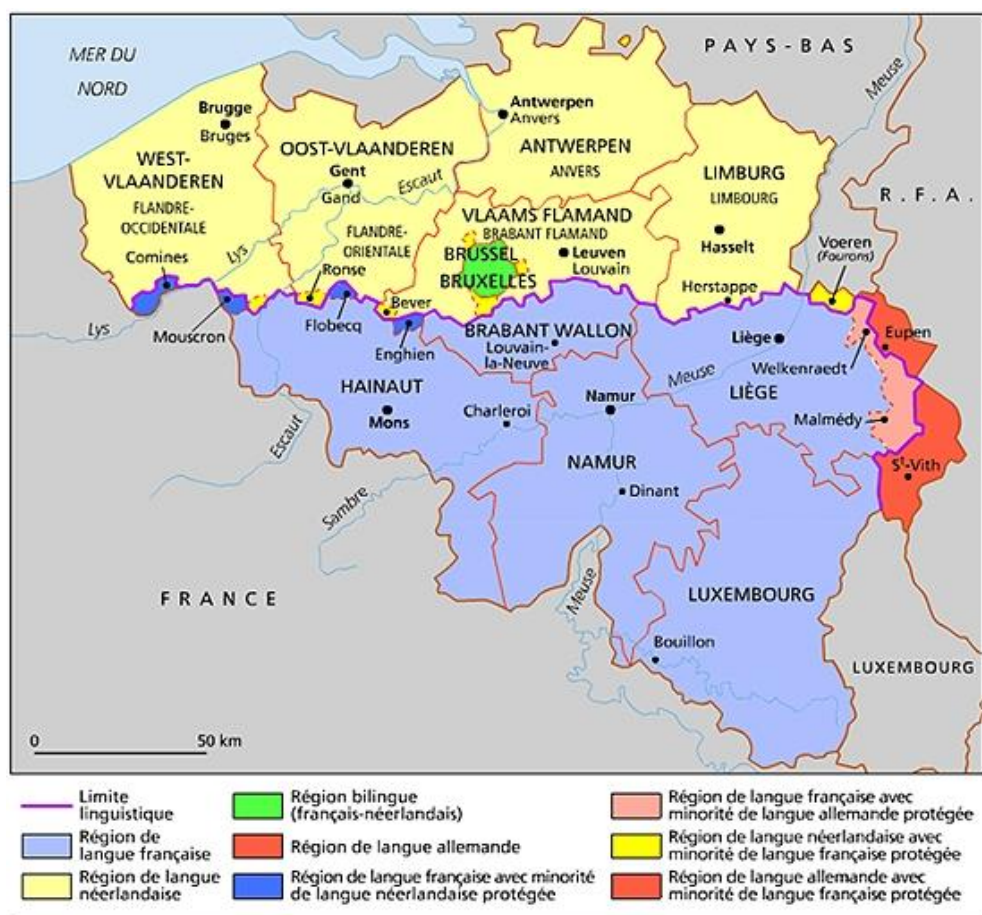 MER DU
NORD
PAYS-BAS
Meuse
Brugge
Bruges
Antwerpen
Anvers
WEST-
VLAANDEREN
FLANDRE-
OCCIDENTALE
OOST-VLAANDEREN
Gent
Gand
Escaut
ANTWERPEN
ANVERS
LIMBURG
LIMBOURG
R.F.A.
Lys
FLANDRE-
ORIENTALE
VLAAMS FLAMAND
BRABANT FLAMAND
BRUSSEL
BRUXELLES
Leuven
Louvain
Hasselt
Voeren
(Fourons)
Comines
Ronse
Bever
Herstappe
Lys
Mouscron
Flobecq
Enghien
BRABANT WALLON
Louvain-
la-Neuve
Liège
Eupen
Welkenraedt
Meuse
LIÈGE
HAINAUT
Mons
Charleroi
Namur
Malmédy
Escaut
NAMUR
St-Vith
Sambre
Dinant
FRANCE
Meuse
LUXEMBOURG
Bouillon
LUXEMBOURG
0 50 km
Limite
linguistique
Région de
langue française
Région de langue
néerlandaise
Région bilingue
(français-néerlandais)
Région de langue allemande
Région de langue française avec minorité
de langue néerlandaise protégée
Région de langue française avec
minorité de langue allemande protégée
Région de langue néerlandaise avec
minorité de langue française protégée
Région de langue allemande avec
minorité de langue française protégée